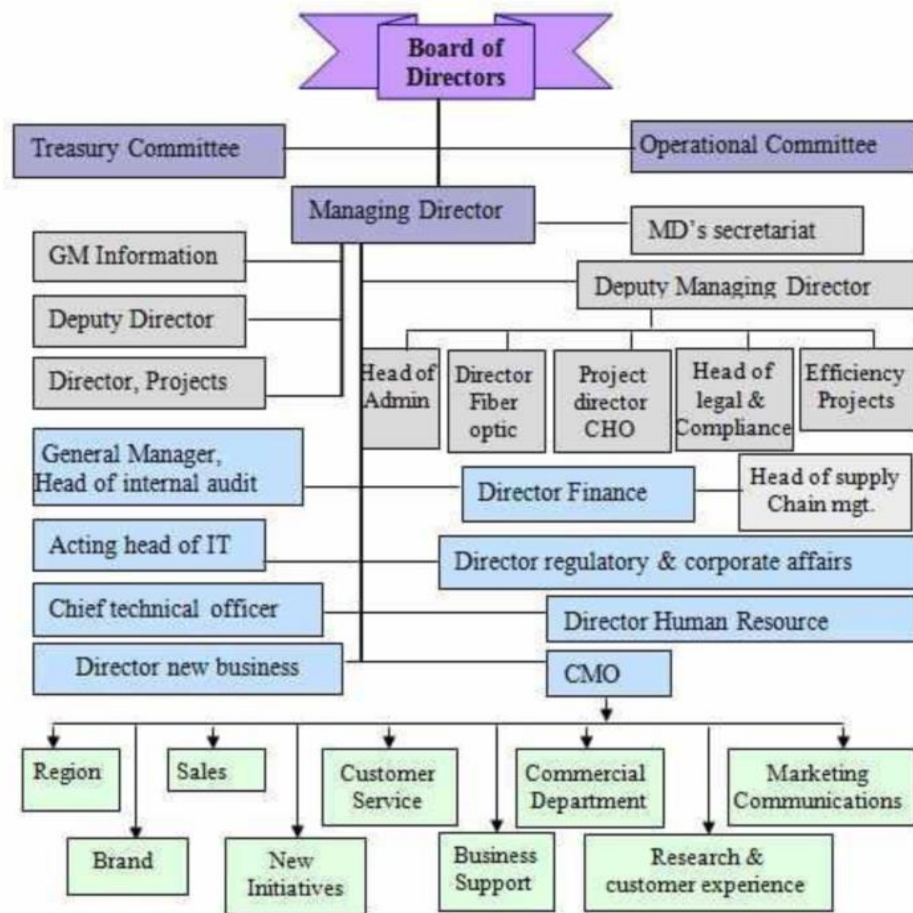 Board of
Directors
Treasury Committee
Operational Committee
Managing Director
MD's secretariat
GM Information
Deputy Managing Director
Deputy Director
Director, Projects
Head of
Admin
Director
Fiber
optic
Project
director
CHO
Head of
legal &
Compliance
Efficiency
Projects
General Manager,
Head of internal audit
Director Finance
Head of supply
Chain mgt.
Acting head of IT
Director regulatory & corporate affairs
Chief technical officer
Director Human Resource
Director new business
CMO
Region
Sales
Customer
Service
Commercial
Department
Marketing
Communications
Brand
New
Initiatives
Business
Support
Research &
customer experience